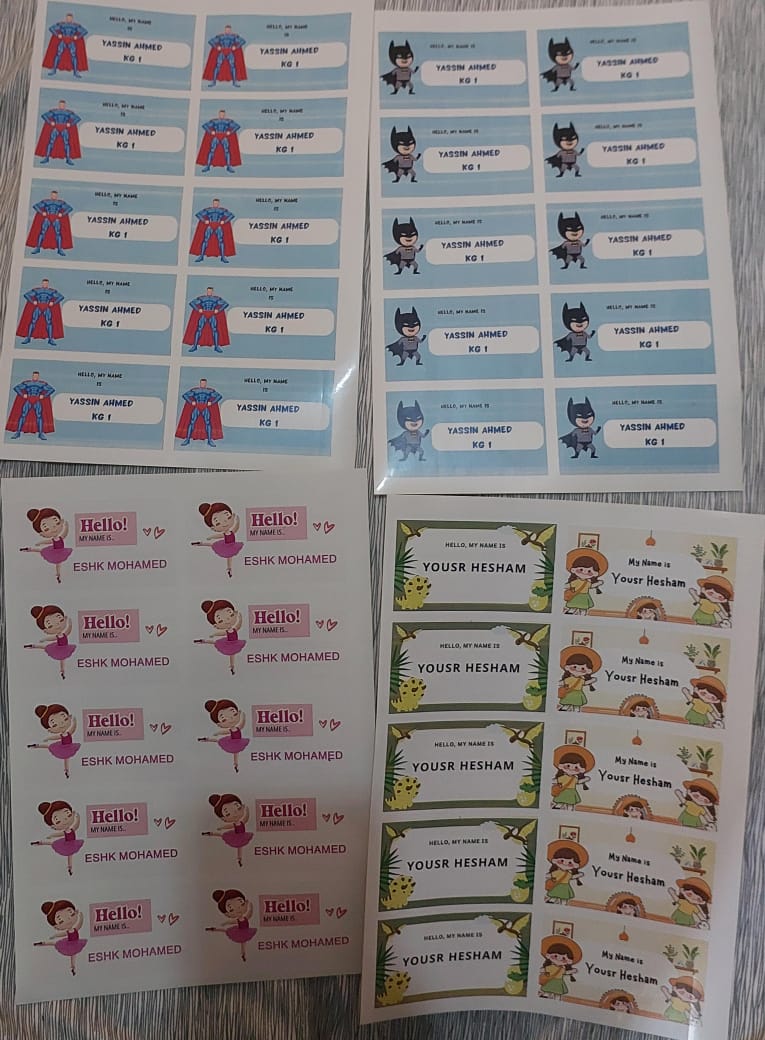 HELLO, MY NAME
IS
YASSIN AHMED
KG 1
HELLO, MY NAME
IS
YASSIN AHMED
KG 1
HELLO, MY NAME
IS
YASSIN AHMED
KG 1
HELLO, MY NAME
IS
YASSIN AHMED
KG 1
HELLO, MY NAME
IS
YASSIN AHMED
KG 1
HELLO, MY NAME
IS
YASSIN AHMED
KG 1
HELLO, MY NAME
IS
YASSIN AHMED
KG 1
HELLO, MY NAME
IS
YASSIN AHMED
KG 1
HELLO, MY NAME
IS
YASSIN AHMED
KG 1
HELLO, MY NAME
IS
YASSIN AHMED
KG 1
HELLO, MY NAME IS
YASSIN AHMED
KG 1
HELLO, MY NAME IS
YASSIN AHMED
KG 1
HELLO, MY NAME IS
YASSIN AHMED
KG 1
HELLO, MY NAME IS
YASSIN AHMED
KG 1
HELLO, MY NAME IS
YASSIN AHMED
KG 1
HELLO, MY NAME IS
YASSIN AHMED
KG 1
HELLO, MY NAME IS
YASSIN AHMED
KG 1
HELLO, MY NAME IS
YASSIN AHMED
KG 1
HELLO, MY NAME IS
YASSIN AHMED
KG 1
HELLO, MY NAME IS
YASSIN AHMED
KG 1
Hello!
MY NAME IS..
ESHK MOHAMED
Hello!
MY NAME IS..
ESHK MOHAMED
Hello!
MY NAME IS..
ESHK MOHAMED
Hello!
MY NAME IS..
ESHK MOHAMED
Hello!
MY NAME IS..
ESHK MOHAMED
Hello!
MY NAME IS..
ESHK MOHAMED
Hello!
MY NAME IS..
ESHK MOHAMED
Hello!
MY NAME IS..
ESHK MOHAMED
Hello!
MY NAME IS..
ESHK MOHAMED
Hello!
MY NAME IS..
ESHK MOHAMED
HELLO, MY NAME IS
YOUSR HESHAM
My Name is
Yousr Hesham
HELLO, MY NAME IS
YOUSR HESHAM
My Name is
Yousr Hesham
HELLO, MY NAME IS
YOUSR HESHAM
My Name is
Yousr Hesham
HELLO, MY NAME IS
YOUSR HESHAM
My Name is
Yousr Hesham
HELLO, MY NAME IS
YOUSR HESHAM
My Name is
Yousr Hesham